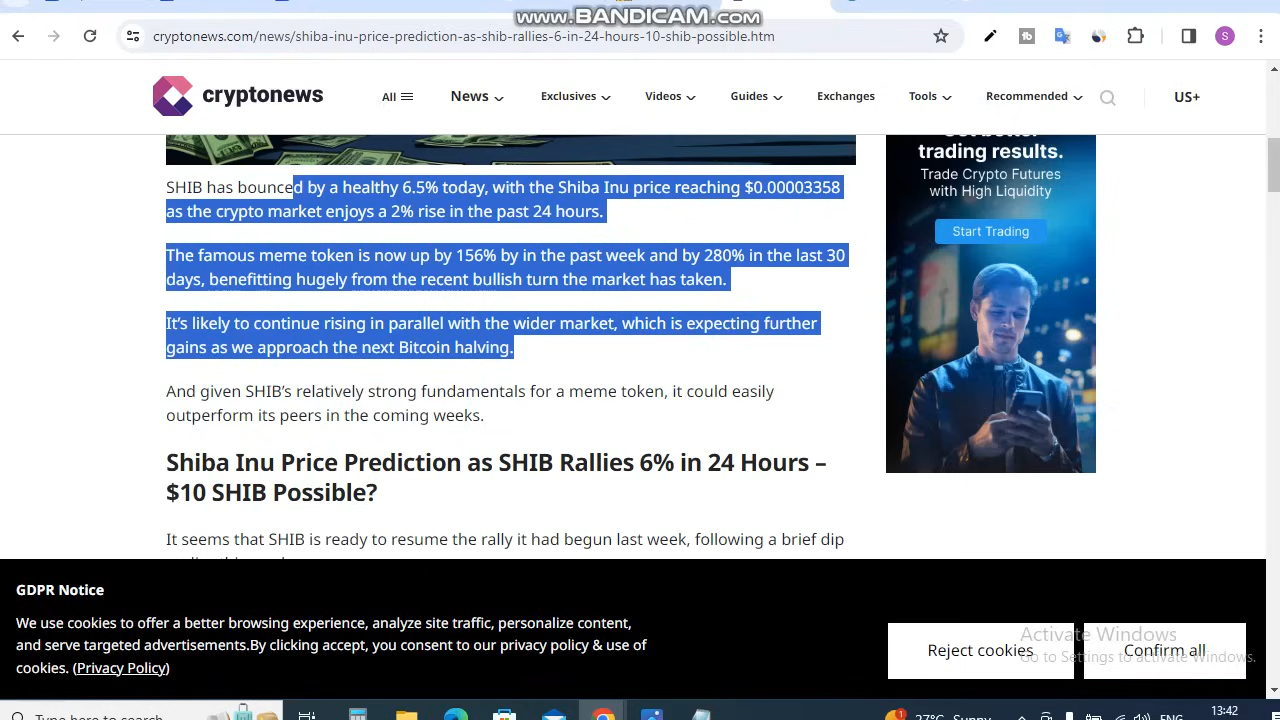 www.BANDICAM.com
cryptonews.com/news/shiba-inu-price-prediction-as-shib-rallies-6-in-24-hours-10-shib-possible.htm
S
cryptonews
All
News
Exclusives
Videos
Guides
Exchanges
Tools
Recommended
US+
trading results.
Trade Crypto Futures
with High Liquidity
Start Trading
SHIB has bounced by a healthy 6.5% today, with the Shiba Inu price reaching $0.00003358
as the crypto market enjoys a 2% rise in the past 24 hours.
The famous meme token is now up by 156% by in the past week and by 280% in the last 30
days, benefitting hugely from the recent bullish turn the market has taken.
It's likely to continue rising in parallel with the wider market, which is expecting further
gains as we approach the next Bitcoin halving.
And given SHIB's relatively strong fundamentals for a meme token, it could easily
outperform its peers in the coming weeks.
Shiba Inu Price Prediction as SHIB Rallies 6% in 24 Hours –
$10 SHIB Possible?
It seems that SHIB is ready to resume the rally it had begun last week, following a brief dip
GDPR Notice
We use cookies to offer a better browsing experience, analyze site traffic, personalize content,
and serve targeted advertisements.By clicking accept, you consent to our privacy policy & use of
cookies. (Privacy Policy)
Reject cookies
Confirm all
Activate Windows
Go to Settings to activate Windows.
Type here to search
27°C Sunny
ENG
13:42